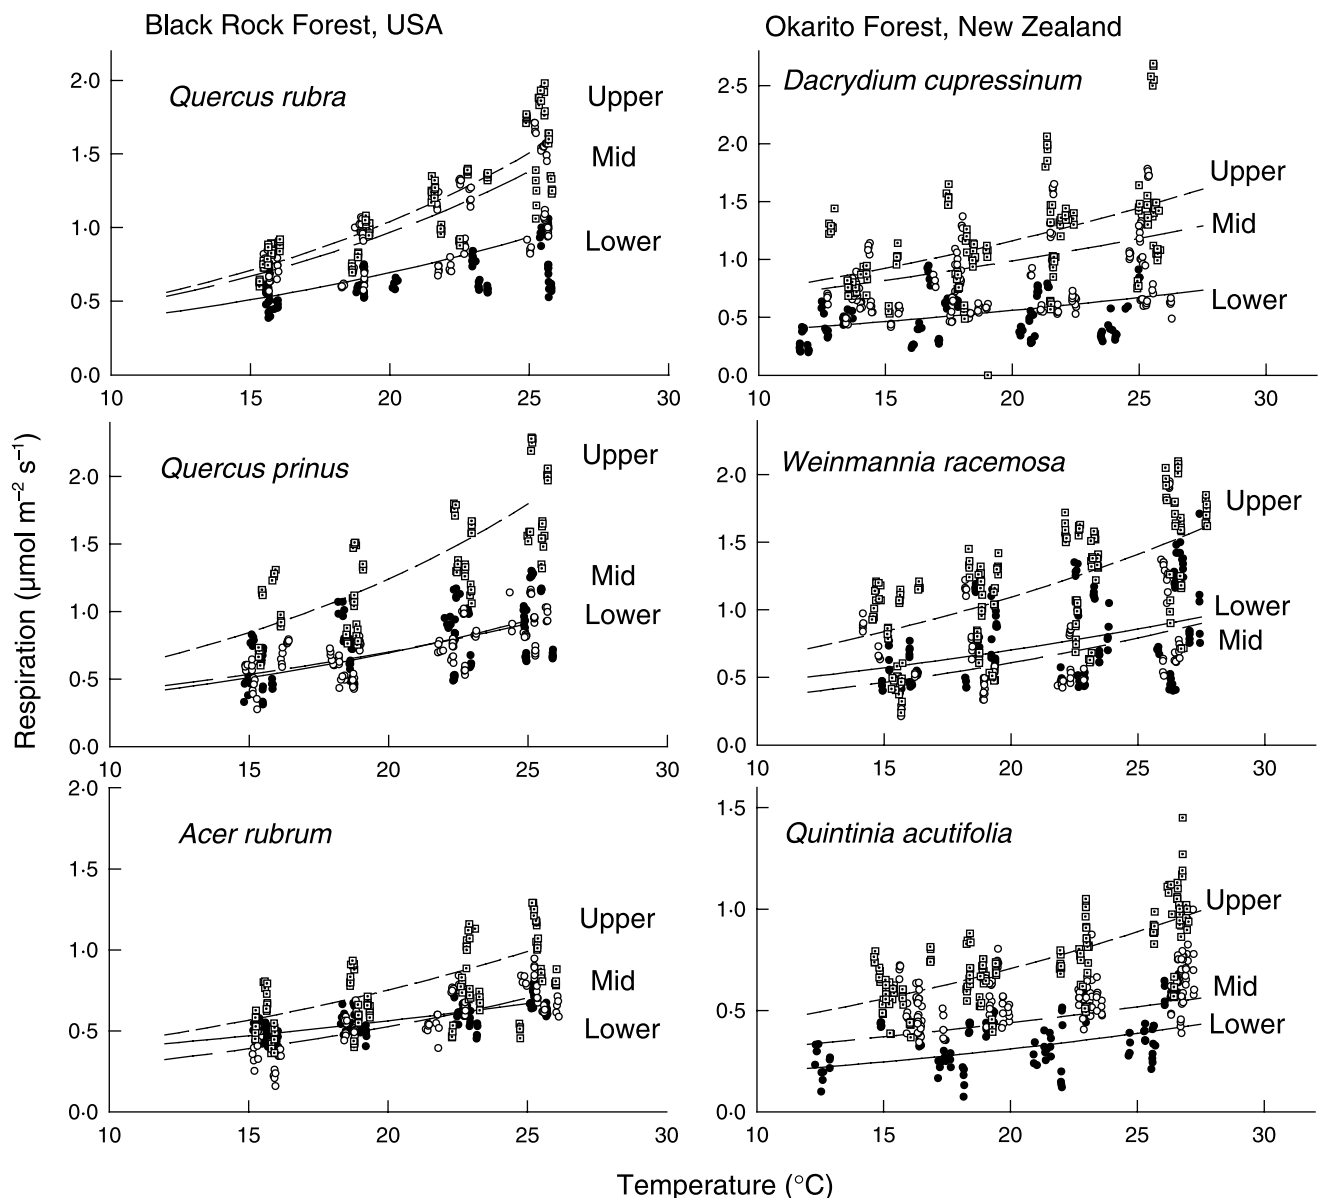 Black Rock Forest, USA
Okarito Forest, New Zealand
Quercus rubra
2·0
1·5
1·0
0·5
0·0
Upper
Mid
Lower
10 15 20 25 30
Dacrydium cupressinum
2·5
2·0
1·5
1·0
0·5
0·0
Upper
Mid
Lower
10 15 20 25 30
Respiration (µmol m⁻² s⁻¹)
Quercus prinus
2·0
1·5
1·0
0·5
0·0
Upper
Mid
Lower
10 15 20 25 30
Weinmannia racemosa
2·0
1·5
1·0
0·5
0·0
Upper
Lower
Mid
10 15 20 25 30
Acer rubrum
2·0
1·5
1·0
0·5
0·0
Upper
Mid
Lower
10 15 20 25 30
Quintinia acutifolia
1·5
1·0
0·5
0·0
Upper
Mid
Lower
10 15 20 25 30
Temperature (°C)